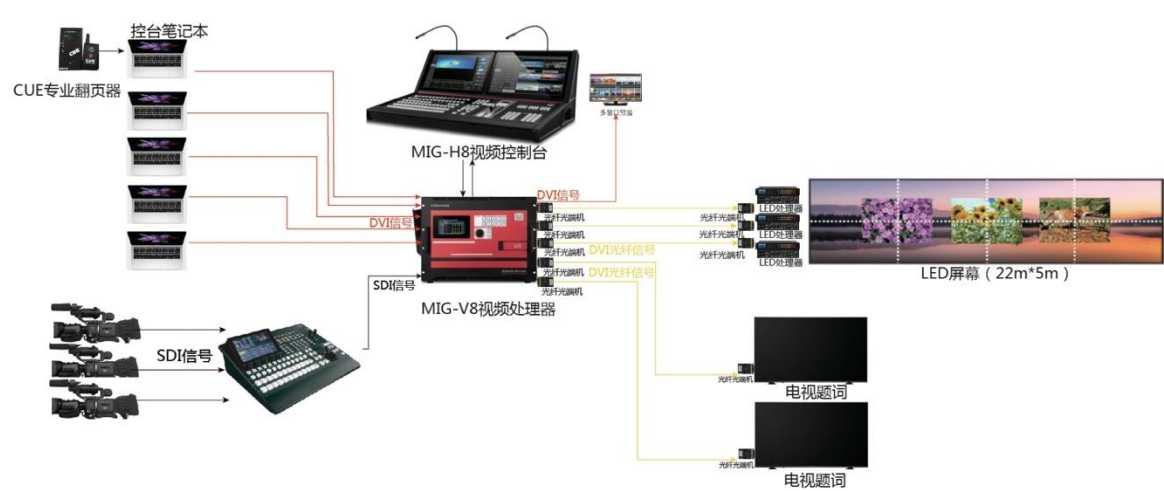 控台笔记本
CUE
CUE
CUE专业翻页器
MIG-H8视频控制台
多窗口预监
DVI信号
DVI信号
光纤光端机
光纤光端机
光纤光端机
光纤光端机
光纤光端机
DVI光纤信号
DVI光纤信号
光纤光端机
光纤光端机
光纤光端机
LED处理器
LED处理器
LED处理器
LED屏幕（22m*5m）
SDI信号
MIG-V8视频处理器
SDI信号
光纤光端机
电视题词
光纤光端机
电视题词